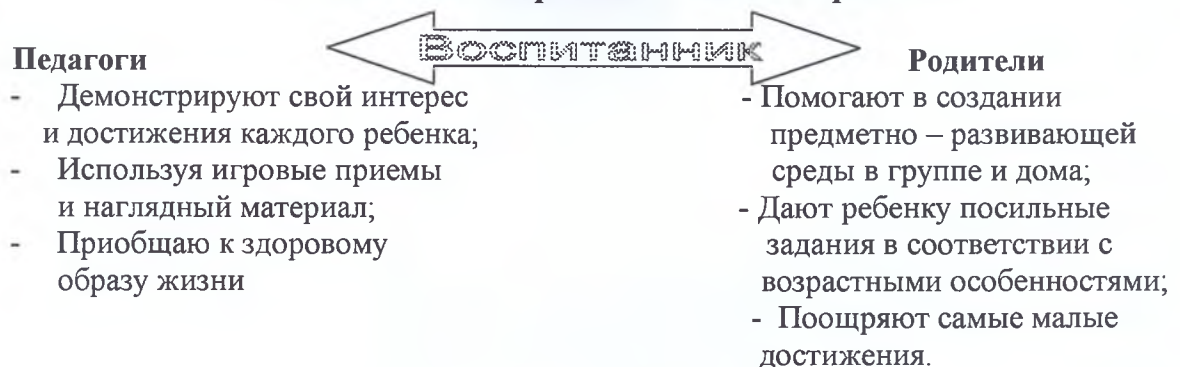 Воспитанник
Педагоги
- Демонстрируют свой интерес
и достижения каждого ребенка;
- Используя игровые приемы
и наглядный материал;
- Приобщаю к здоровому
образу жизни
Родители
- Помогают в создании
предметно – развивающей
среды в группе и дома;
- Дают ребенку посильные
задания в соответствии с
возрастными особенностями;
- Поощряют самые малые
достижения.